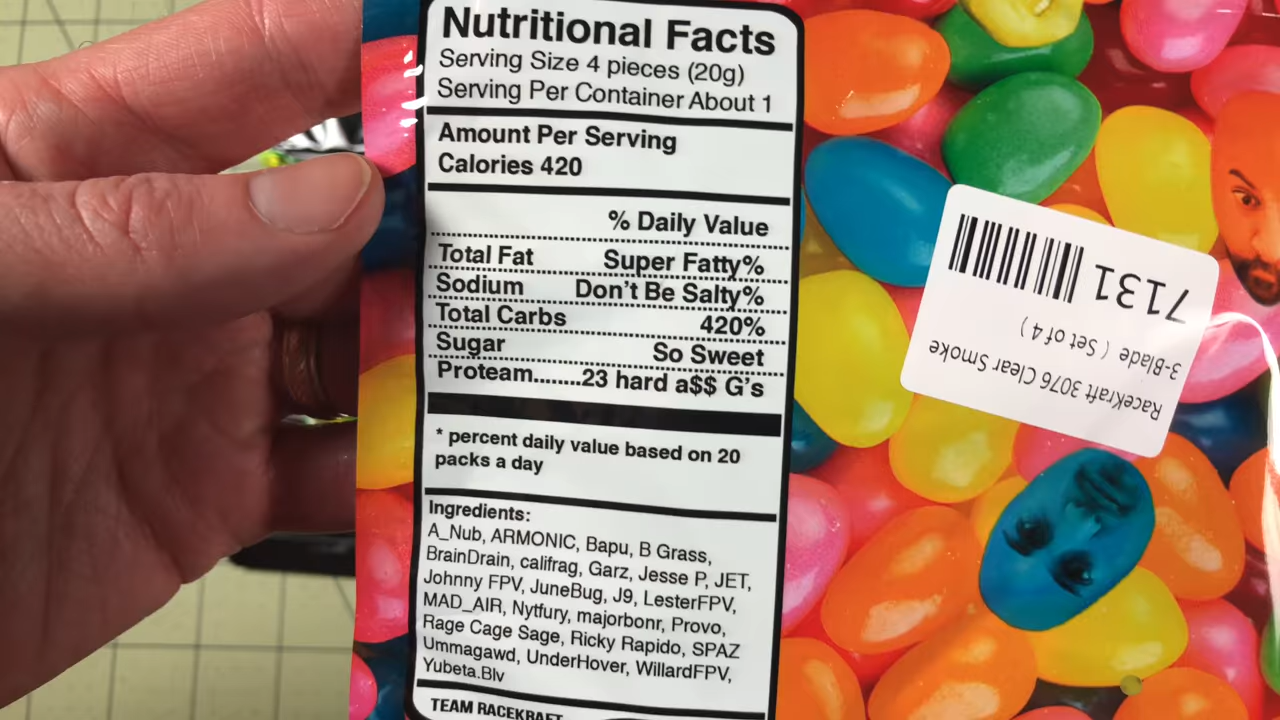 Nutritional Facts
Serving Size 4 pieces (20g)
Serving Per Container About 1
Amount Per Serving
Calories 420
% Daily Value
Total Fat Super Fatty%
Sodium Don't Be Salty%
Total Carbs 420%
Sugar So Sweet
Proteam........23 hard a$$ G's
* percent daily value based on 20
packs a day
Ingredients:
A_Nub, ARMONIC, Bapu, B Grass,
BrainDrain, califrag, Garz, Jesse P, JET,
Johnny FPV, JuneBug, J9, LesterFPV,
MAD_AIR, Nytfury, majorbonr, Provo,
Rage Cage Sage, Ricky Rapido, SPAZ
Ummagawd, UnderHover, WillardFPV,
Yubeta.Blv
TEAM RACEKRAFT
RaceKraft 3076 Clear Smoke
3-Blade ( Set of 4 )
7131